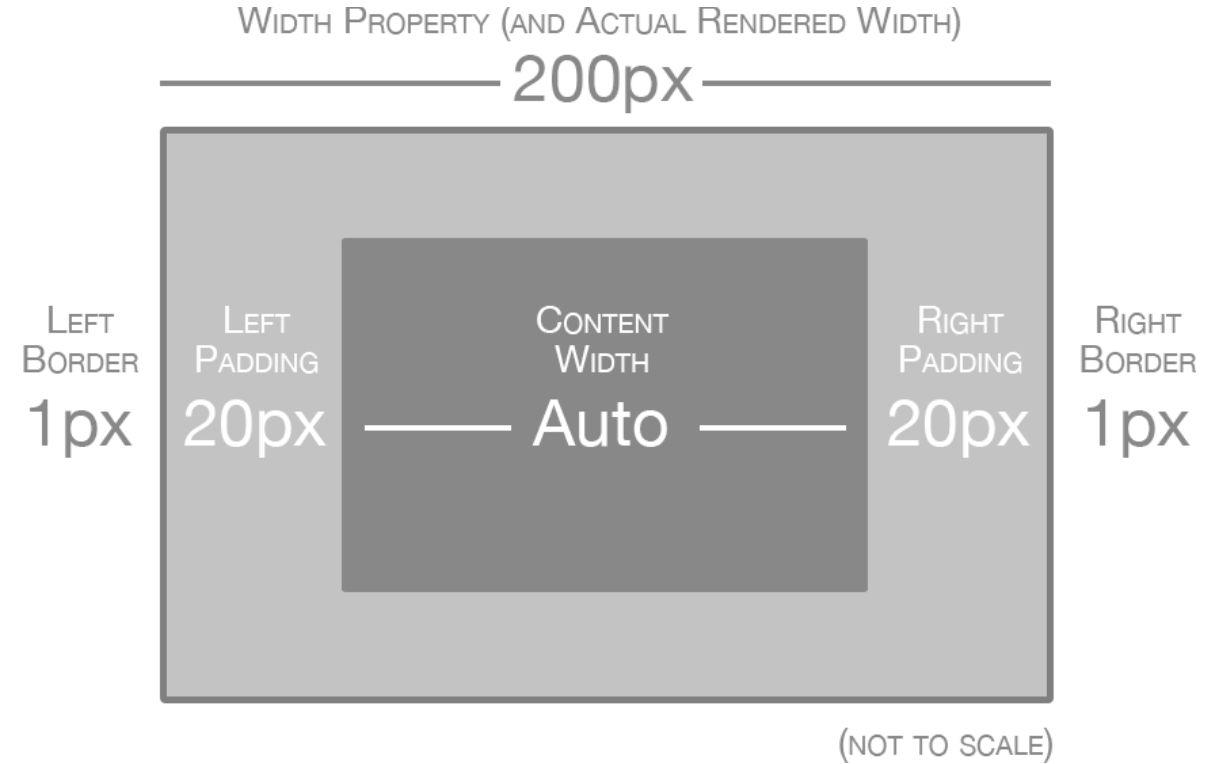 Width Property (and Actual Rendered Width)
200px
Left
Border
1px
Left
Padding
20px
Content
Width
Auto
Right
Padding
20px
Right
Border
1px
(not to scale)